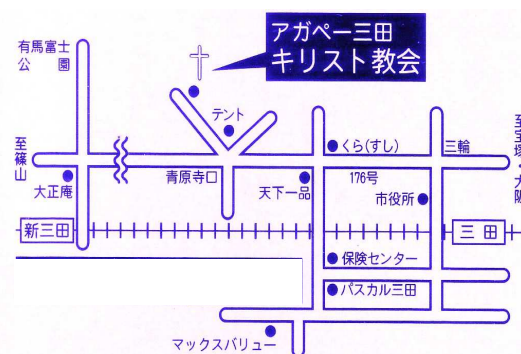 アガペー三田
キリスト教会
有馬富士
公園
テント
至篠山
くら(すし)
三輪
至宝塚・大阪
大正庵
青原寺口
天下一品
176号
市役所
新三田
三田
保険センター
パスカル三田
マックスバリュー